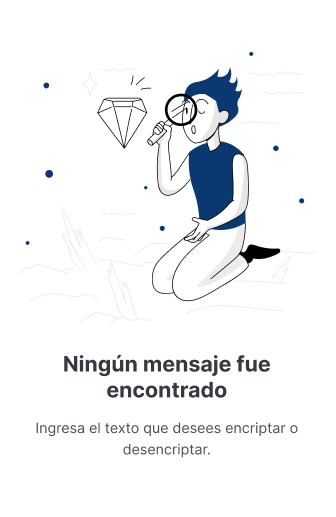 Ningún mensaje fue
encontrado
Ingresa el texto que desees encriptar o
desencriptar.